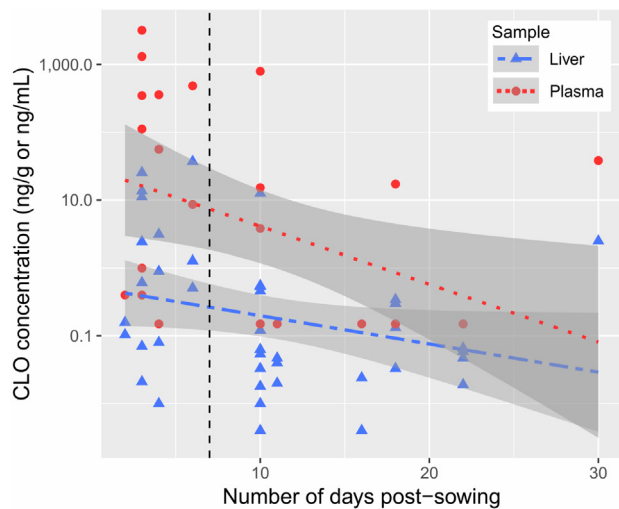 Sample
Liver
Plasma
1,000.0
10.0
0.1
CLO concentration (ng/g or ng/mL)
10
20
30
Number of days post-sowing